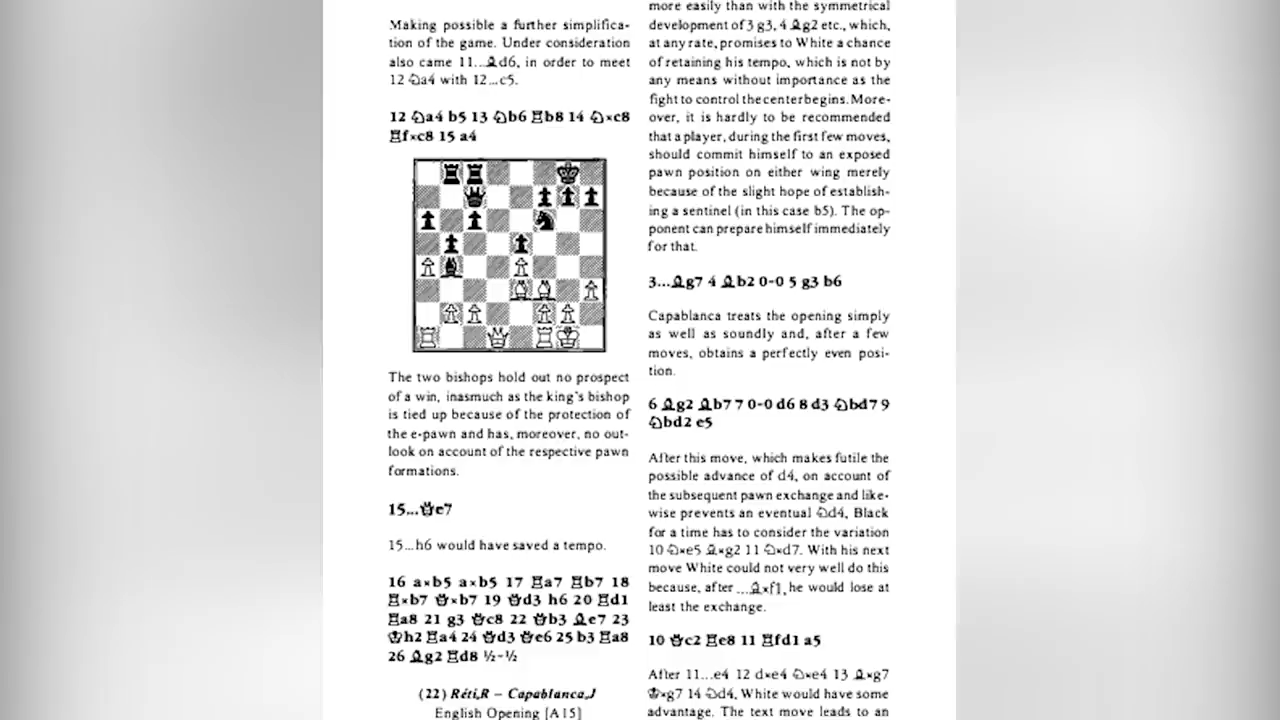 Making possible a further simplifica-
tion of the game. Under consideration
also came 11...♗d6, in order to meet
12 ♘a4 with 12...c5.
12 ♘a4 b5 13 ♘b6 ♖b8 14 ♘×c8
♖f×c8 15 a4
The two bishops hold out no prospect
of a win, inasmuch as the king's bishop
is tied up because of the protection of
the e-pawn and has, moreover, no out-
look on account of the respective pawn
formations.
15...♕e7
15...h6 would have saved a tempo.
16 a×b5 a×b5 17 ♖a7 ♖b7 18
♖×b7 ♕×b7 19 ♕d3 h6 20 ♖d1
♖a8 21 g3 ♕c8 22 ♕b3 ♗e7 23
♔h2 ♖a4 24 ♕d3 ♕e6 25 b3 ♖a8
26 ♗g2 ♖d8 ½-½
(22) Réti,R – Capablanca,J
English Opening [A15]
more easily than with the symmetrical
development of 3 g3, 4 ♗g2 etc., which,
at any rate, promises to White a chance
of retaining his tempo, which is not by
any means without importance as the
fight to control the center begins. More-
over, it is hardly to be recommended
that a player, during the first few moves,
should commit himself to an exposed
pawn position on either wing merely
because of the slight hope of establish-
ing a sentinel (in this case b5). The op-
ponent can prepare himself immediately
for that.
3...♗g7 4 ♗b2 0-0 5 g3 b6
Capablanca treats the opening simply
as well as soundly and, after a few
moves, obtains a perfectly even posi-
tion.
6 ♗g2 ♗b7 7 0-0 d6 8 d3 ♘bd7 9
♘bd2 e5
After this move, which makes futile the
possible advance of d4, on account of
the subsequent pawn exchange and like-
wise prevents an eventual ♘d4, Black
for a time has to consider the variation
10 ♘×e5 ♗×g2 11 ♘×d7. With his next
move White could not very well do this
because, after ...♗×f1, he would lose at
least the exchange.
10 ♕c2 ♖e8 11 ♖fd1 a5
After 11...e4 12 d×e4 ♘×e4 13 ♗×g7
♔×g7 14 ♘d4, White would have some
advantage. The text move leads to an